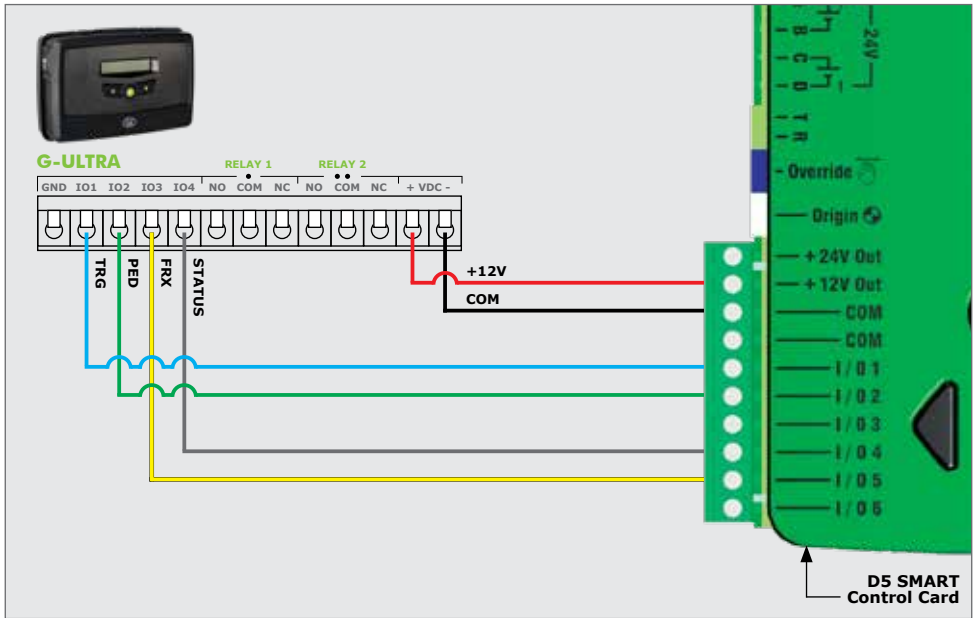 G-ULTRA
RELAY 1
RELAY 2
GND IO1 IO2 IO3 IO4 NO COM NC NO COM NC + VDC -
TRG
PED
FRX
STATUS
+12V
COM
B
C
D
24V
T
R
Override
Origin
+24V Out
+12V Out
COM
COM
I/O 1
I/O 2
I/O 3
I/O 4
I/O 5
I/O 6
D5 SMART
Control Card